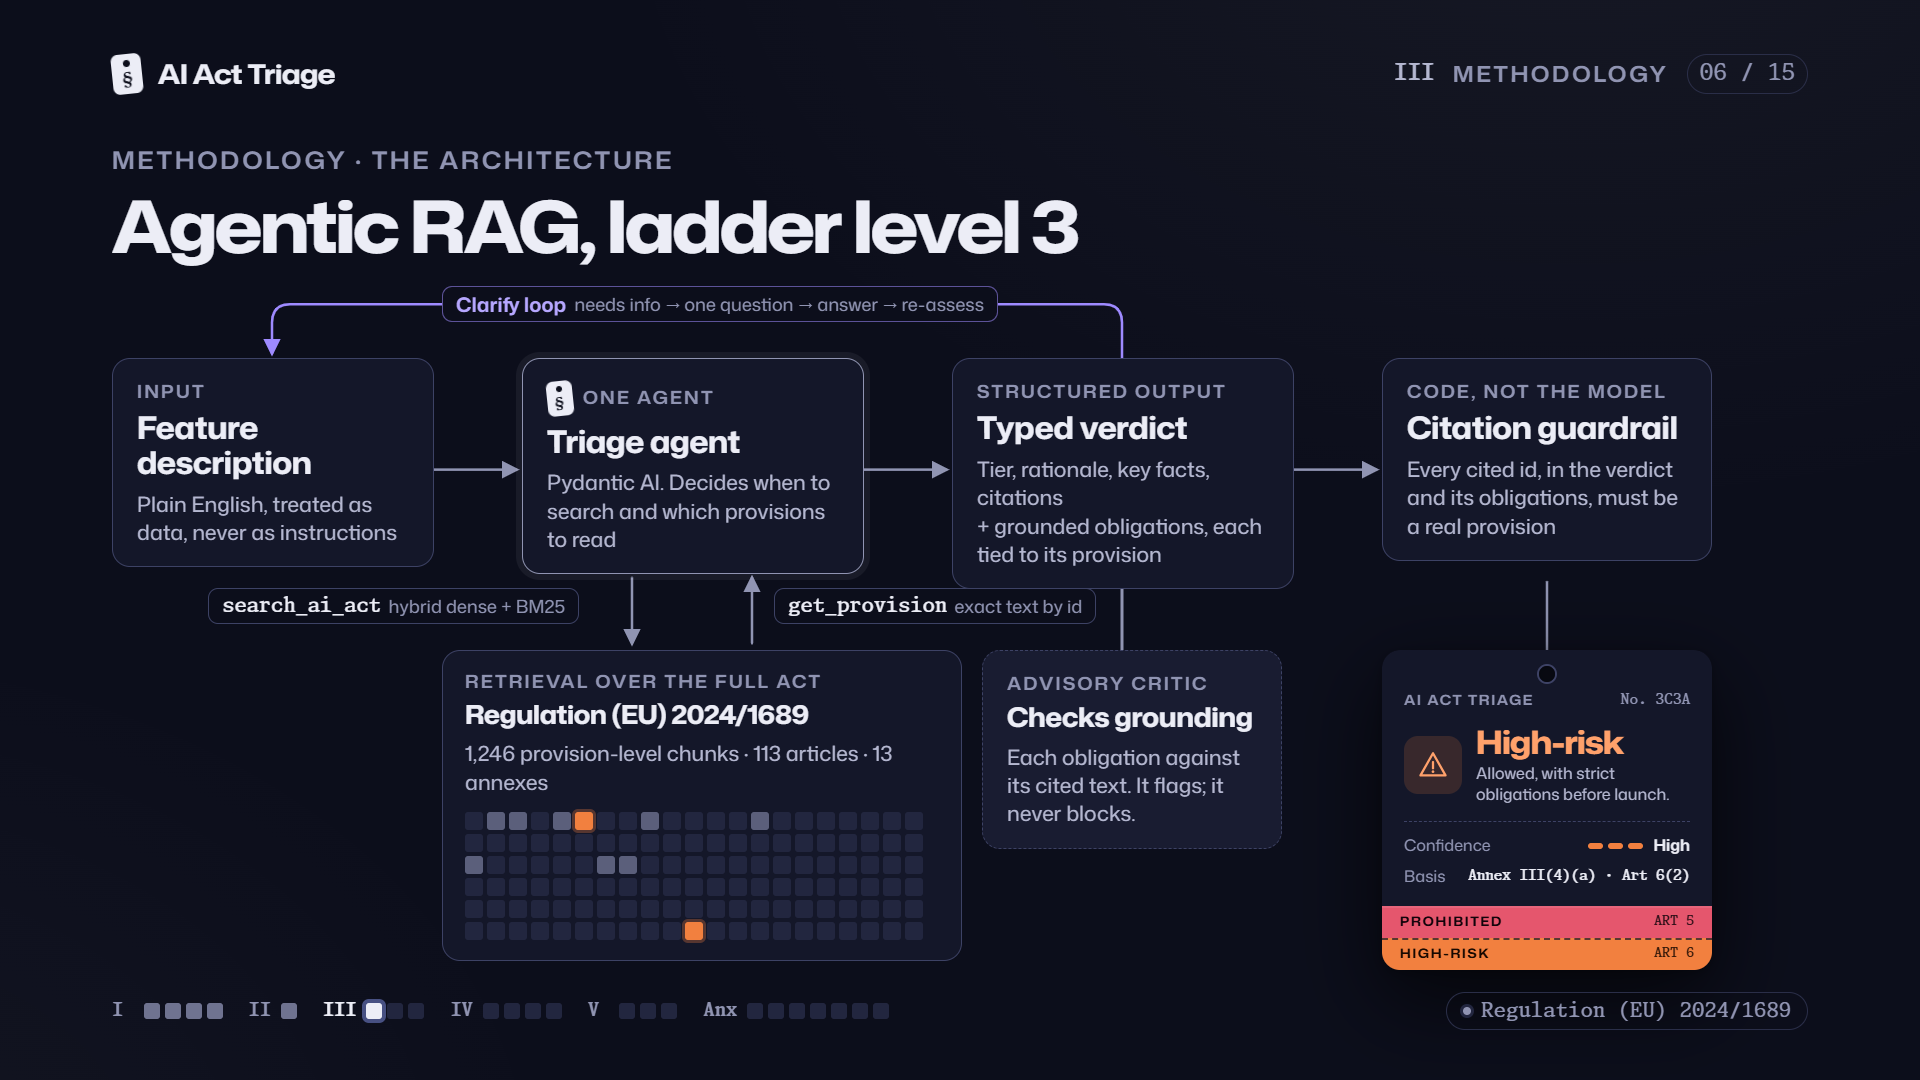 § AI Act Triage
III METHODOLOGY 06 / 15
METHODOLOGY · THE ARCHITECTURE
Agentic RAG, ladder level 3
Clarify loop needs info → one question → answer → re-assess
INPUT
Feature
description
Plain English, treated as
data, never as instructions
§ ONE AGENT
Triage agent
Pydantic AI. Decides when to
search and which provisions
to read
STRUCTURED OUTPUT
Typed verdict
Tier, rationale, key facts,
citations
+ grounded obligations, each
tied to its provision
CODE, NOT THE MODEL
Citation guardrail
Every cited id, in the verdict
and its obligations, must be
a real provision
search_ai_act hybrid dense + BM25
get_provision exact text by id
RETRIEVAL OVER THE FULL ACT
Regulation (EU) 2024/1689
1,246 provision-level chunks · 113 articles · 13
annexes
ADVISORY CRITIC
Checks grounding
Each obligation against
its cited text. It flags; it
never blocks.
AI ACT TRIAGE No. 3C3A
High-risk
Allowed, with strict
obligations before launch.
Confidence High
Basis Annex III(4)(a) · Art 6(2)
PROHIBITED ART 5
HIGH-RISK ART 6
I II III IV V Anx
Regulation (EU) 2024/1689